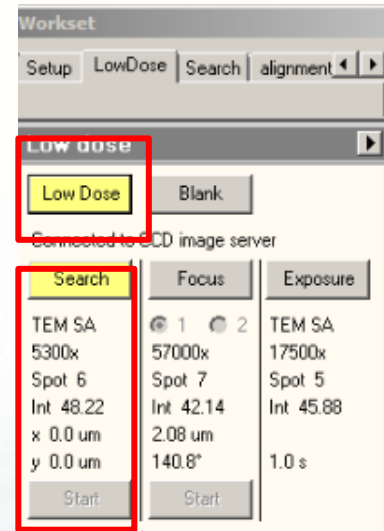 Workset
Setup LowDose Search alignment
Low dose
Low Dose Blank
Connected to CCD image server
Search Focus Exposure
TEM SA 1 2 TEM SA
5300x 57000x 17500x
Spot 6 Spot 7 Spot 5
Int 48.22 Int 42.14 Int 45.88
x 0.0 um 2.08 um
y 0.0 um 140.8° 1.0 s
Start Start